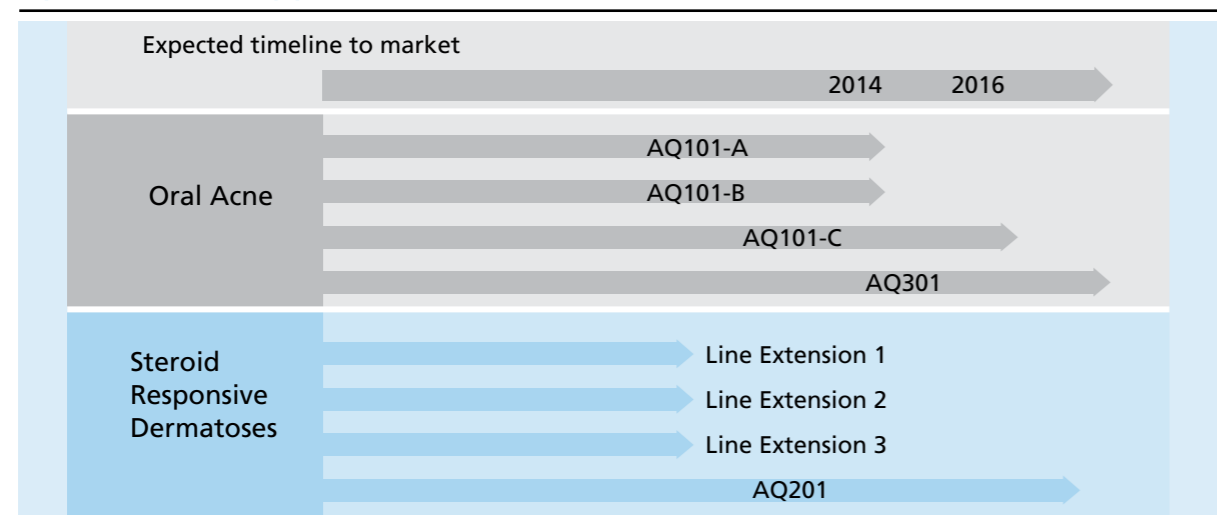 Expected timeline to market
2014 2016
Oral Acne
AQ101-A
AQ101-B
AQ101-C
AQ301
Steroid
Responsive
Dermatoses
Line Extension 1
Line Extension 2
Line Extension 3
AQ201